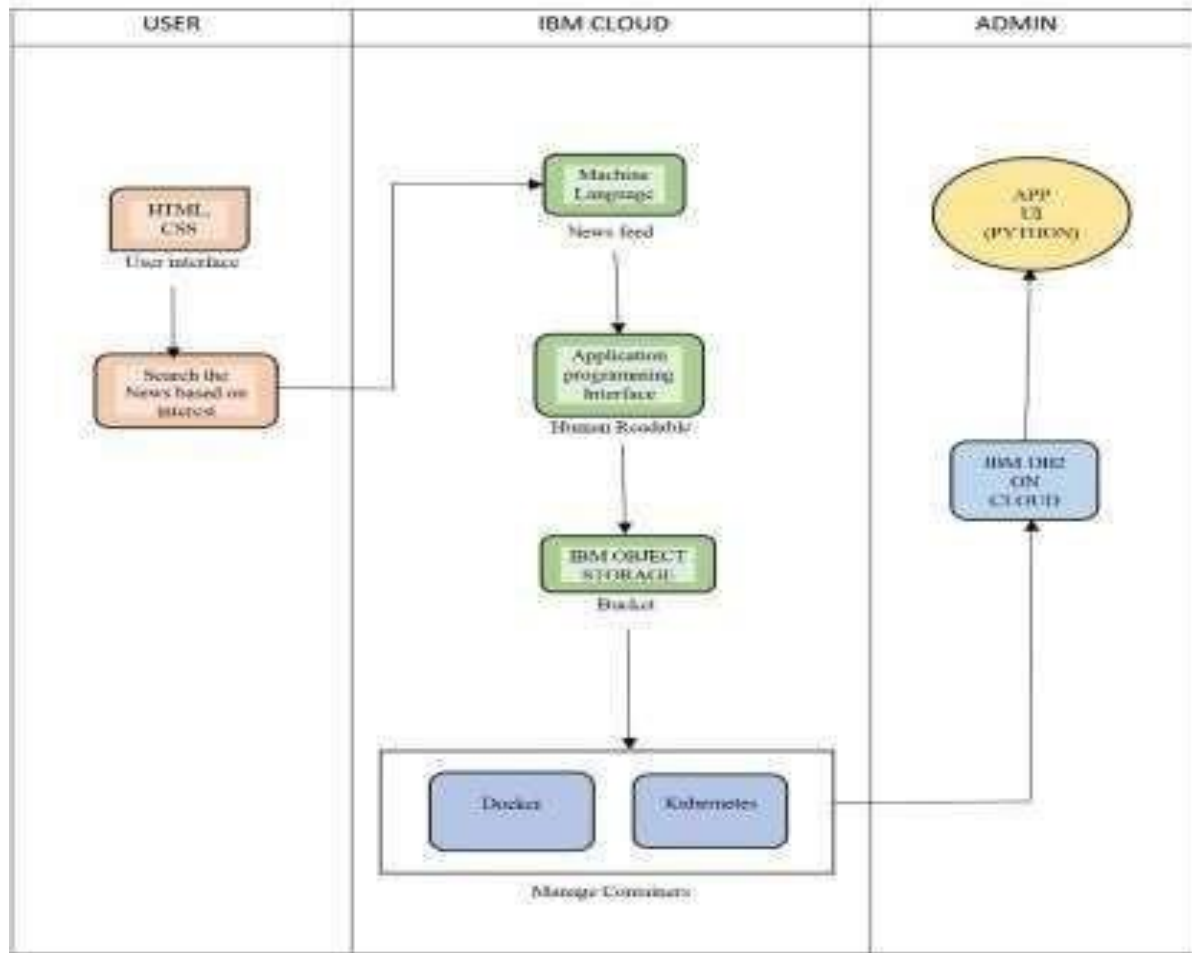 USER
IBM CLOUD
ADMIN
HTML,
CSS
User interface
Search the
News based on
interest
Machine
Language
News feed
Application
programming
Interface
Human Readable
IBM OBJECT
STORAGE
Bucket
Docker
Kubernetes
Manage Containers
APP
UI
(PYTHON)
IBM DB2
ON
CLOUD